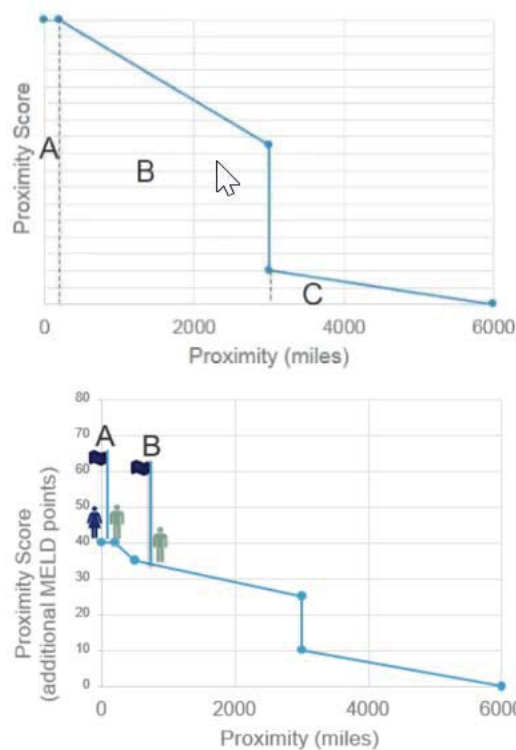 Proximity Score
A
B
C
0
2000
4000
6000
Proximity (miles)
80
70
60
50
40
30
20
10
0
Proximity Score
(additional MELD points)
A
B
0
2000
4000
6000
Proximity (miles)